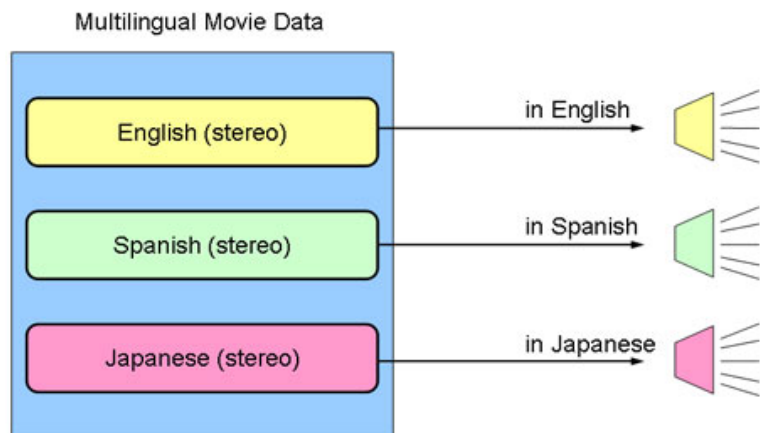 Multilingual Movie Data
English (stereo)
in English
Spanish (stereo)
in Spanish
Japanese (stereo)
in Japanese